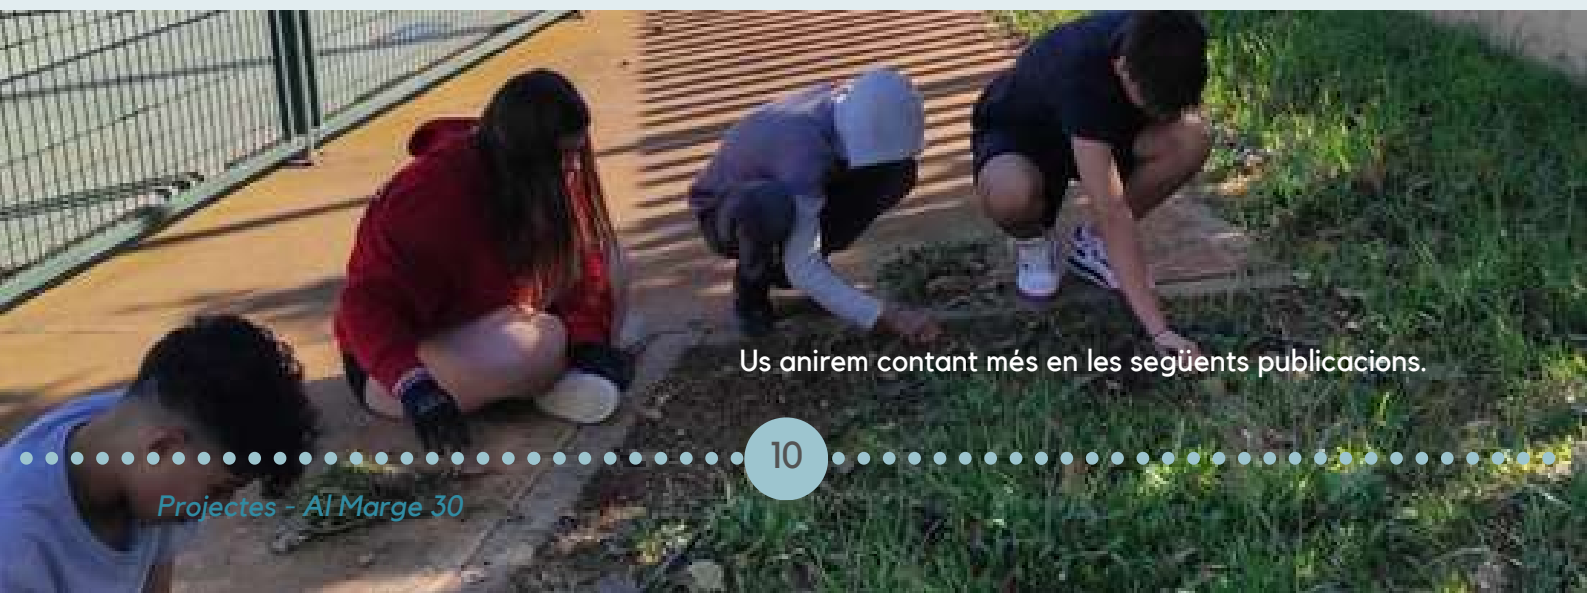 Us anirem contant més en les següents publicacions.
10
Projectes - Al Marge 30